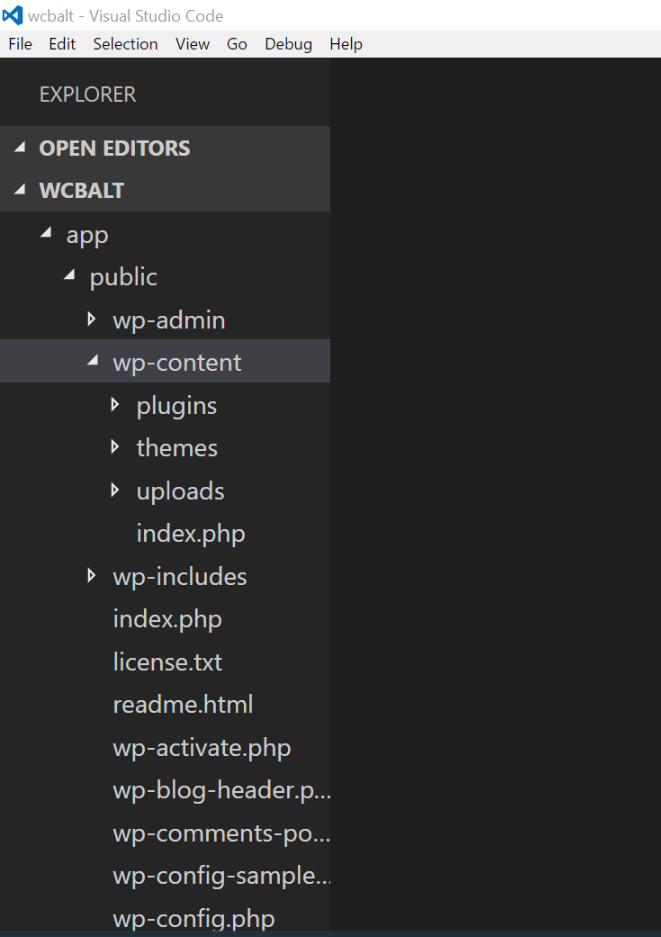 wcbalt - Visual Studio Code
File Edit Selection View Go Debug Help
EXPLORER
OPEN EDITORS
WCBALT
app
public
wp-admin
wp-content
plugins
themes
uploads
index.php
wp-includes
index.php
license.txt
readme.html
wp-activate.php
wp-blog-header.p...
wp-comments-po...
wp-config-sample...
wp-config.php